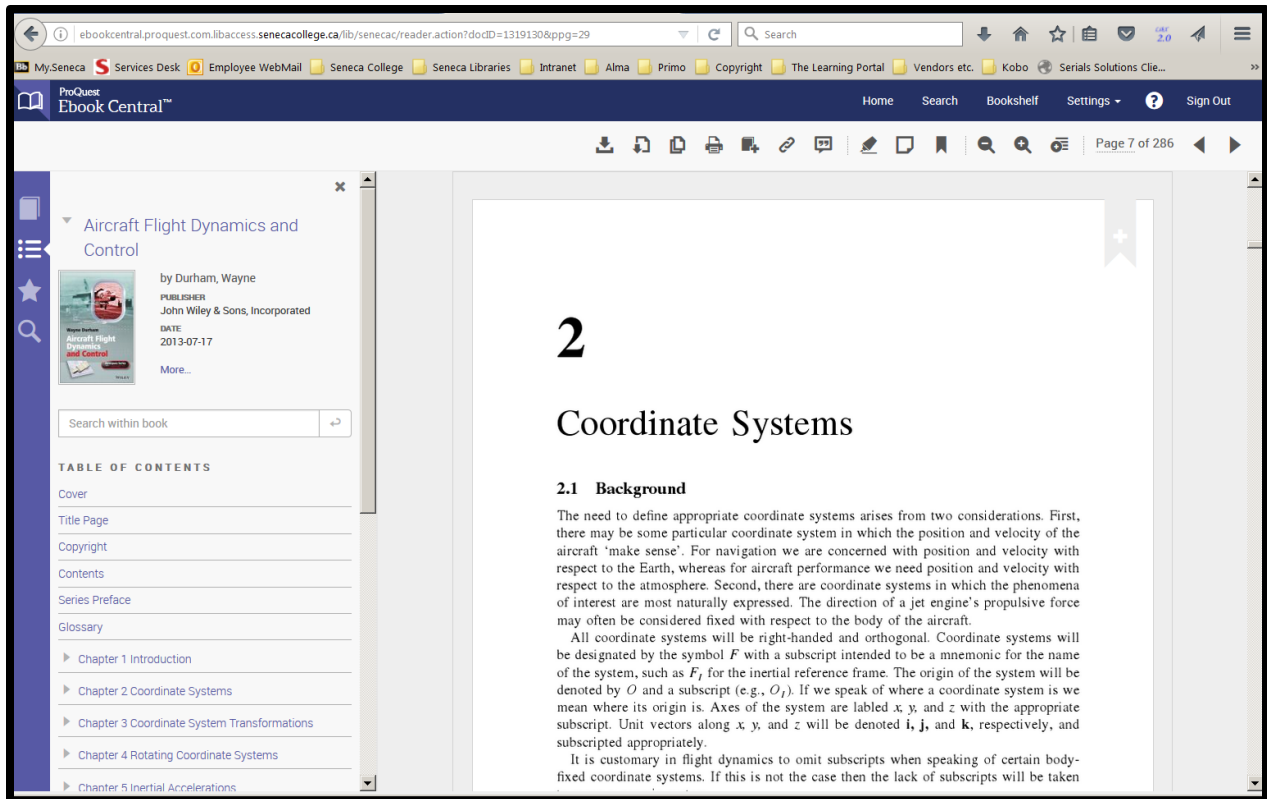 ebookcentral.proquest.com.libaccess.senecacollege.ca/lib/senecac/reader.action?docID=1319130&ppg=29
Search
2.0
Bb My.Seneca S Services Desk Employee WebMail Seneca College Seneca Libraries Intranet Alma Primo Copyright The Learning Portal Vendors etc. Kobo Serials Solutions Clie... »
ProQuest
Ebook Central™
Home Search Bookshelf Settings ? Sign Out
Page 7 of 286
Aircraft Flight Dynamics and
Control
Wayne Durham
Aircraft Flight
Dynamics
and Control
by Durham, Wayne
PUBLISHER
John Wiley & Sons, Incorporated
DATE
2013-07-17
More...
Search within book
TABLE OF CONTENTS
Cover
Title Page
Copyright
Contents
Series Preface
Glossary
Chapter 1 Introduction
Chapter 2 Coordinate Systems
Chapter 3 Coordinate System Transformations
Chapter 4 Rotating Coordinate Systems
Chapter 5 Inertial Accelerations
2
Coordinate Systems
2.1 Background
The need to define appropriate coordinate systems arises from two considerations. First,
there may be some particular coordinate system in which the position and velocity of the
aircraft ‘make sense’. For navigation we are concerned with position and velocity with
respect to the Earth, whereas for aircraft performance we need position and velocity with
respect to the atmosphere. Second, there are coordinate systems in which the phenomena
of interest are most naturally expressed. The direction of a jet engine’s propulsive force
may often be considered fixed with respect to the body of the aircraft.
All coordinate systems will be right-handed and orthogonal. Coordinate systems will
be designated by the symbol F with a subscript intended to be a mnemonic for the name
of the system, such as F_I for the inertial reference frame. The origin of the system will be
denoted by O and a subscript (e.g., O_I). If we speak of where a coordinate system is we
mean where its origin is. Axes of the system are labled x, y, and z with the appropriate
subscript. Unit vectors along x, y, and z will be denoted i, j, and k, respectively, and
subscripted appropriately.
It is customary in flight dynamics to omit subscripts when speaking of certain body-
fixed coordinate systems. If this is not the case then the lack of subscripts will be taken